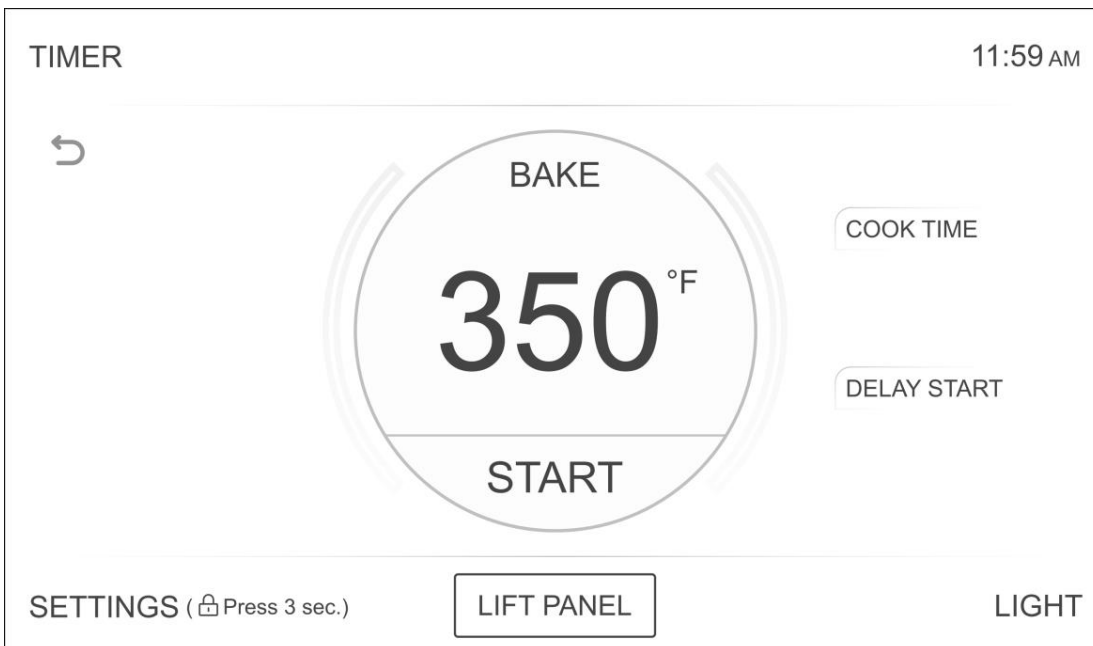 TIMER
11:59 AM
BAKE
350 °F
START
COOK TIME
DELAY START
SETTINGS ( Press 3 sec.)
LIFT PANEL
LIGHT